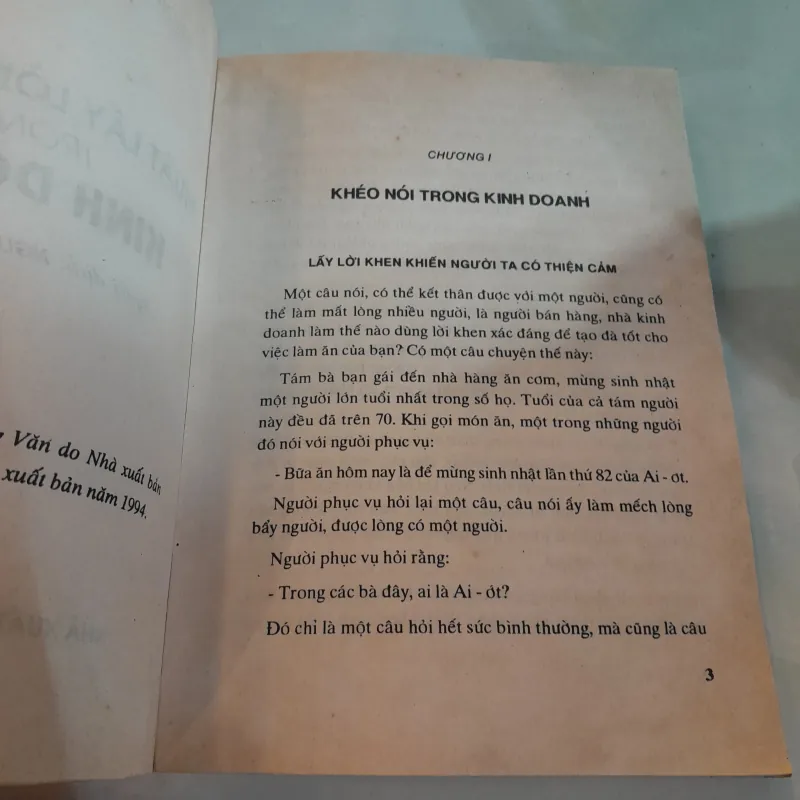 LẤY LỜI
TRONG
KINH DO
Văn do Nhà xuất bản
xuất bản năm 1994.
CHƯƠNG I
KHÉO NÓI TRONG KINH DOANH
LẤY LỜI KHEN KHIẾN NGƯỜI TA CÓ THIỆN CẢM
Một câu nói, có thể kết thân được với một người, cũng có
thể làm mất lòng nhiều người, là người bán hàng, nhà kinh
doanh làm thế nào dùng lời khen xác đáng để tạo đà tốt cho
việc làm ăn của bạn? Có một câu chuyện thế này:
Tám bà bạn gái đến nhà hàng ăn cơm, mừng sinh nhật
một người lớn tuổi nhất trong số họ. Tuổi của cả tám người
này đều đã trên 70. Khi gọi món ăn, một trong những người
đó nói với người phục vụ:
- Bữa ăn hôm nay là để mừng sinh nhật lần thứ 82 của Ai - ơt.
Người phục vụ hỏi lại một câu, câu nói ấy làm mếch lòng
bẩy người, được lòng có một người.
Người phục vụ hỏi rằng:
- Trong các bà đây, ai là Ai - ớt?
Đó chỉ là một câu hỏi hết sức bình thường, mà cũng là câu
3